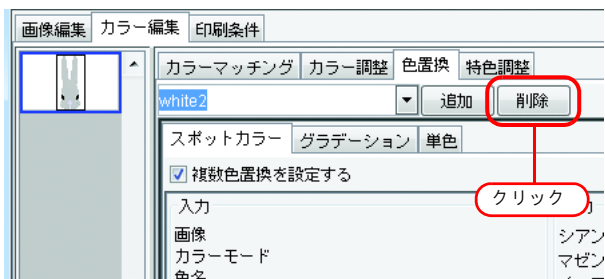 画像編集 カラー編集 印刷条件
カラーマッチング カラー調整 色置換 特色調整
white2 追加 削除
スポットカラー グラデーション 単色
複数色置換を設定する
クリック
入力
画像 シアン
カラーモード マゼン
色名